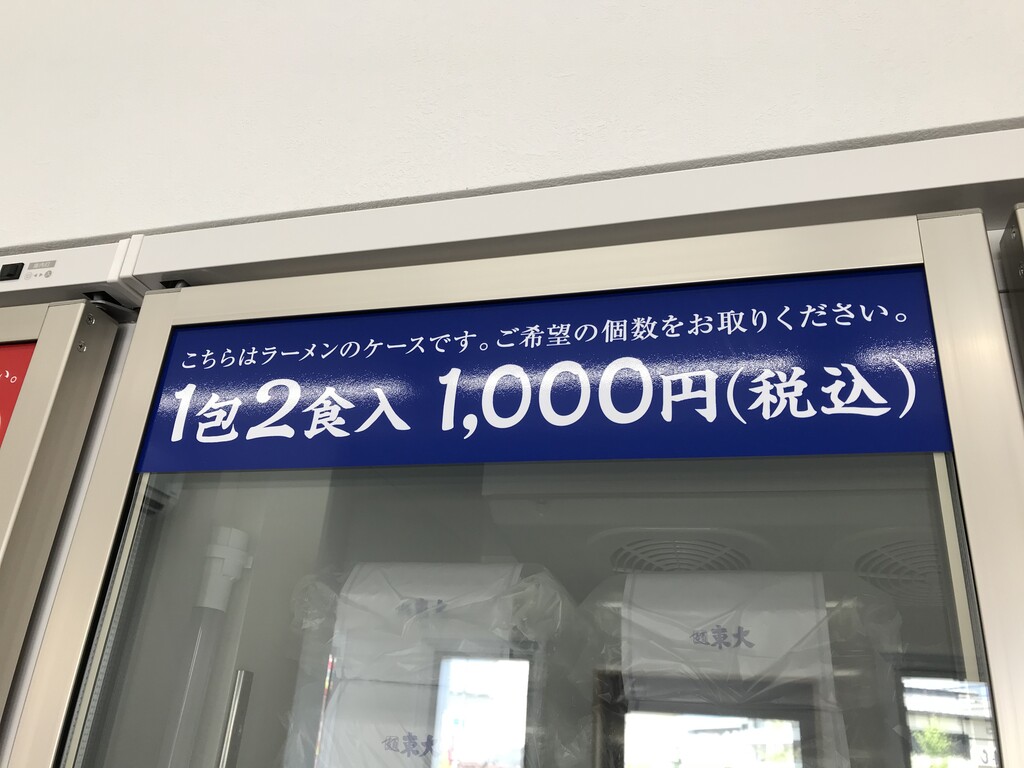 こちらはラーメンのケースです。ご希望の個数をお取りください。
1包2食入 1,000円(税込)
い。
麺東大
麺東大